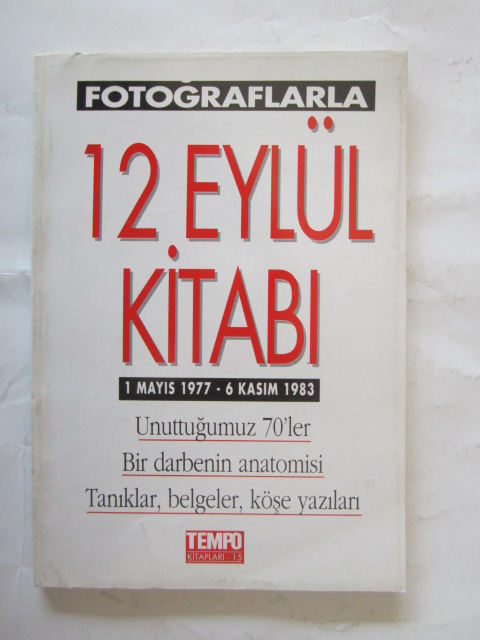 FOTOĞRAFLARLA
12 EYLÜL
KİTABI
1 MAYIS 1977 - 6 KASIM 1983
Unuttuğumuz 70'ler
Bir darbenin anatomisi
Tanıklar, belgeler, köşe yazıları
TEMPO
KİTAPLARI - 15